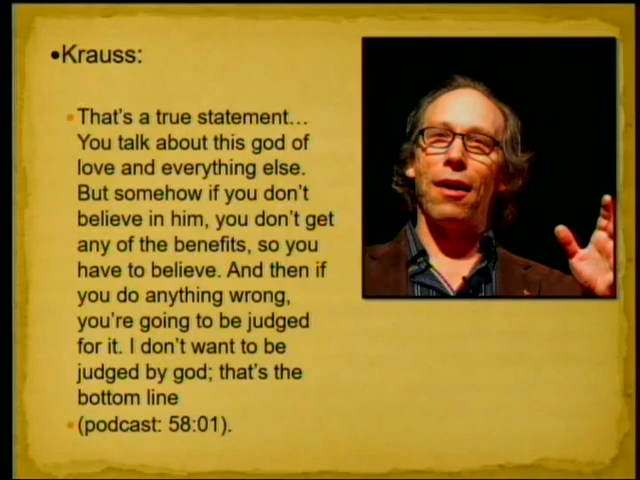 •Krauss:
• That's a true statement…
You talk about this god of
love and everything else.
But somehow if you don't
believe in him, you don't get
any of the benefits, so you
have to believe. And then if
you do anything wrong,
you're going to be judged
for it. I don't want to be
judged by god; that's the
bottom line
• (podcast: 58:01).